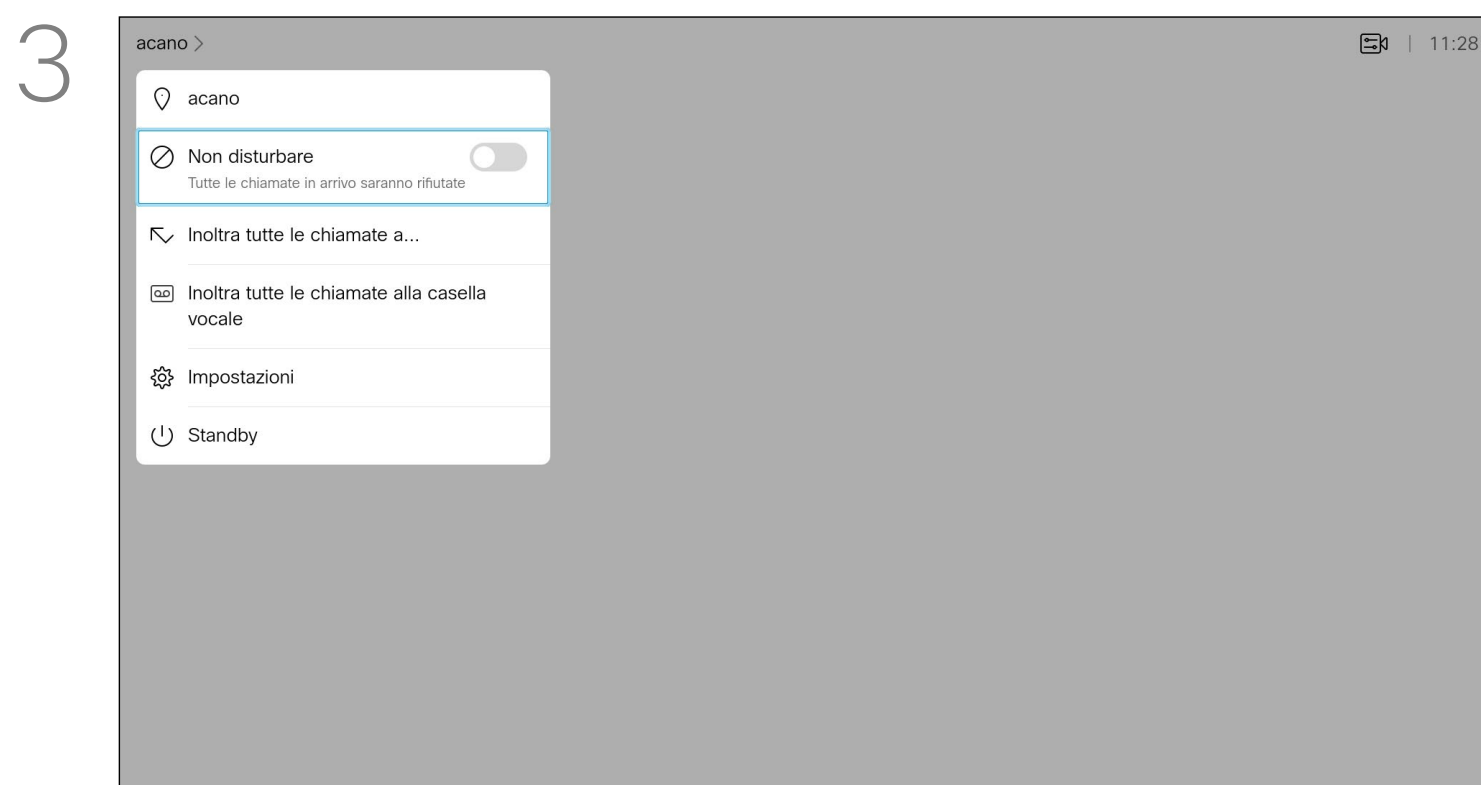 3
acano >
11:28
acano
Non disturbare
Tutte le chiamate in arrivo saranno rifiutate
Inoltra tutte le chiamate a...
Inoltra tutte le chiamate alla casella
vocale
Impostazioni
Standby